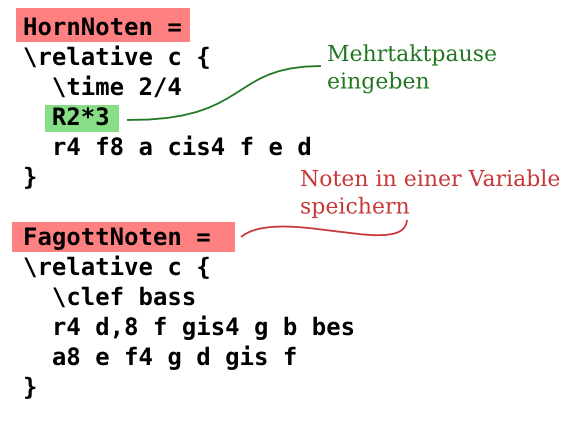 HornNoten =
\relative c {
\time 2/4
R2*3
r4 f8 a cis4 f e d
}
Mehrtaktpause
eingeben
Noten in einer Variable
speichern
FagottNoten =
\relative c {
\clef bass
r4 d,8 f gis4 g b bes
a8 e f4 g d gis f
}